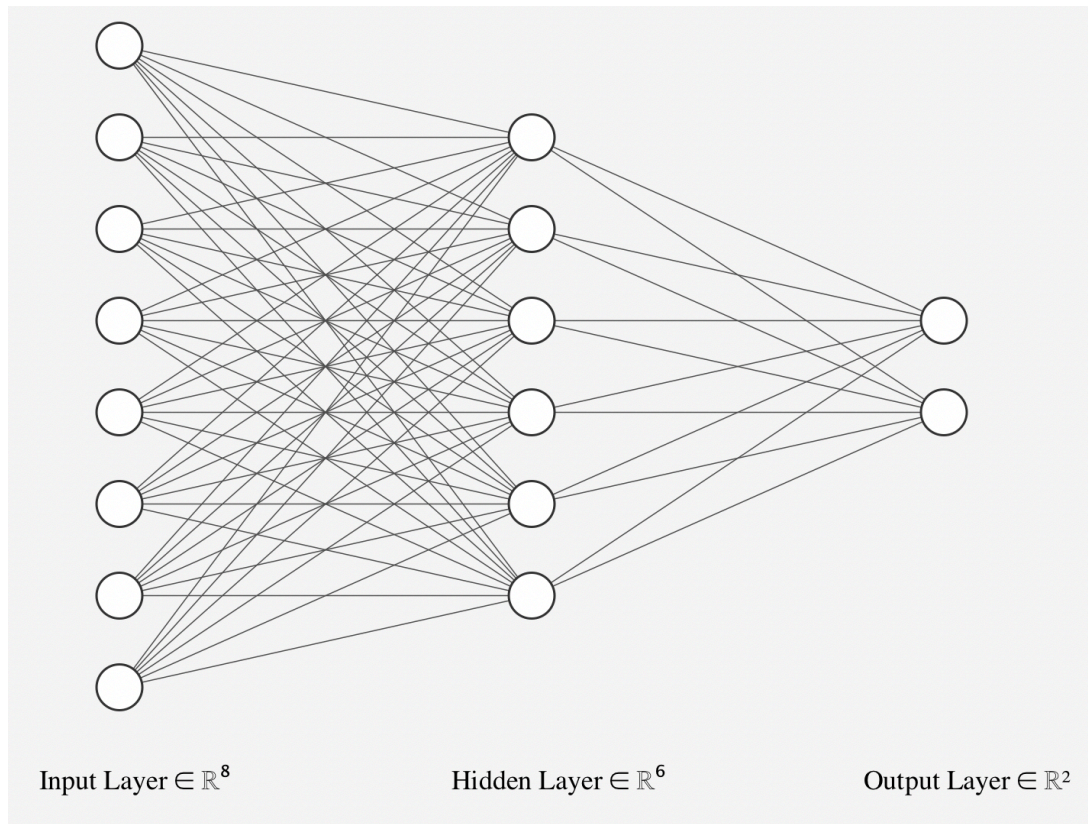 Input Layer ∈ ℝ⁸
Hidden Layer ∈ ℝ⁶
Output Layer ∈ ℝ²